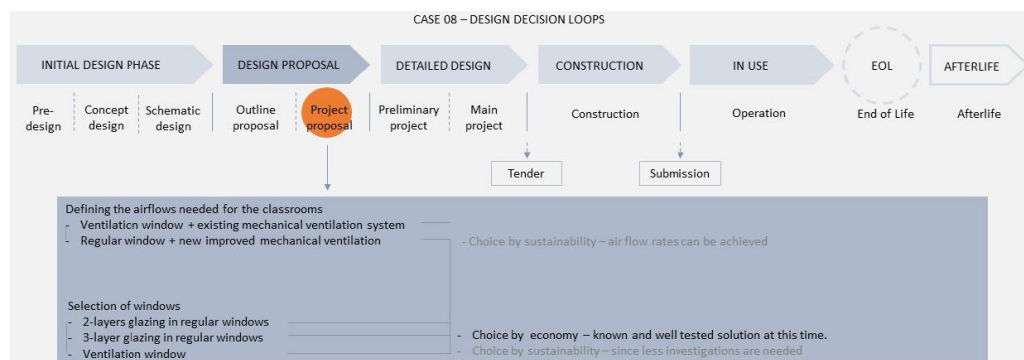 CASE 08 – DESIGN DECISION LOOPS
INITIAL DESIGN PHASE
DESIGN PROPOSAL
DETAILED DESIGN
CONSTRUCTION
IN USE
EOL
AFTERLIFE
Pre-
design
Concept
design
Schematic
design
Outline
proposal
Project
proposal
Preliminary
project
Main
project
Construction
Operation
End of Life
Afterlife
Tender
Submission
Defining the airflows needed for the classrooms
- Ventilation window + existing mechanical ventilation system
- Regular window + new improved mechanical ventilation
- Choice by sustainability – air flow rates can be achieved
Selection of windows
- 2-layers glazing in regular windows
- 3-layer glazing in regular windows
- Ventilation window
- Choice by economy – known and well tested solution at this time.
- Choice by sustainability – since less investigations are needed